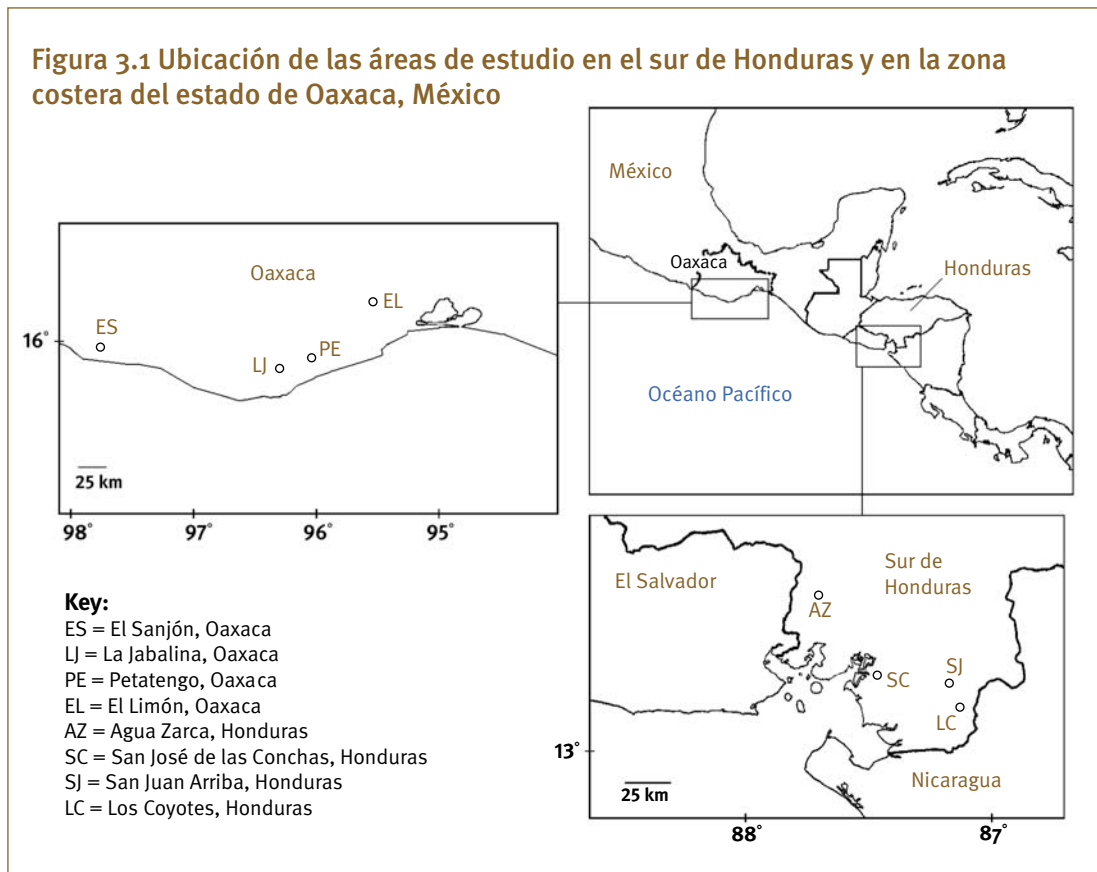 Figura 3.1 Ubicación de las áreas de estudio en el sur de Honduras y en la zona
costera del estado de Oaxaca, México
México
Oaxaca
Honduras
Océano Pacífico
Oaxaca
EL
ES
16°
PE
LJ
25 km
98°
97°
96°
95°
El Salvador
Sur de
Honduras
AZ
SC
SJ
LC
13°
Nicaragua
25 km
88°
87°
Key:
ES = El Sanjón, Oaxaca
LJ = La Jabalina, Oaxaca
PE = Petatengo, Oaxaca
EL = El Limón, Oaxaca
AZ = Agua Zarca, Honduras
SC = San José de las Conchas, Honduras
SJ = San Juan Arriba, Honduras
LC = Los Coyotes, Honduras